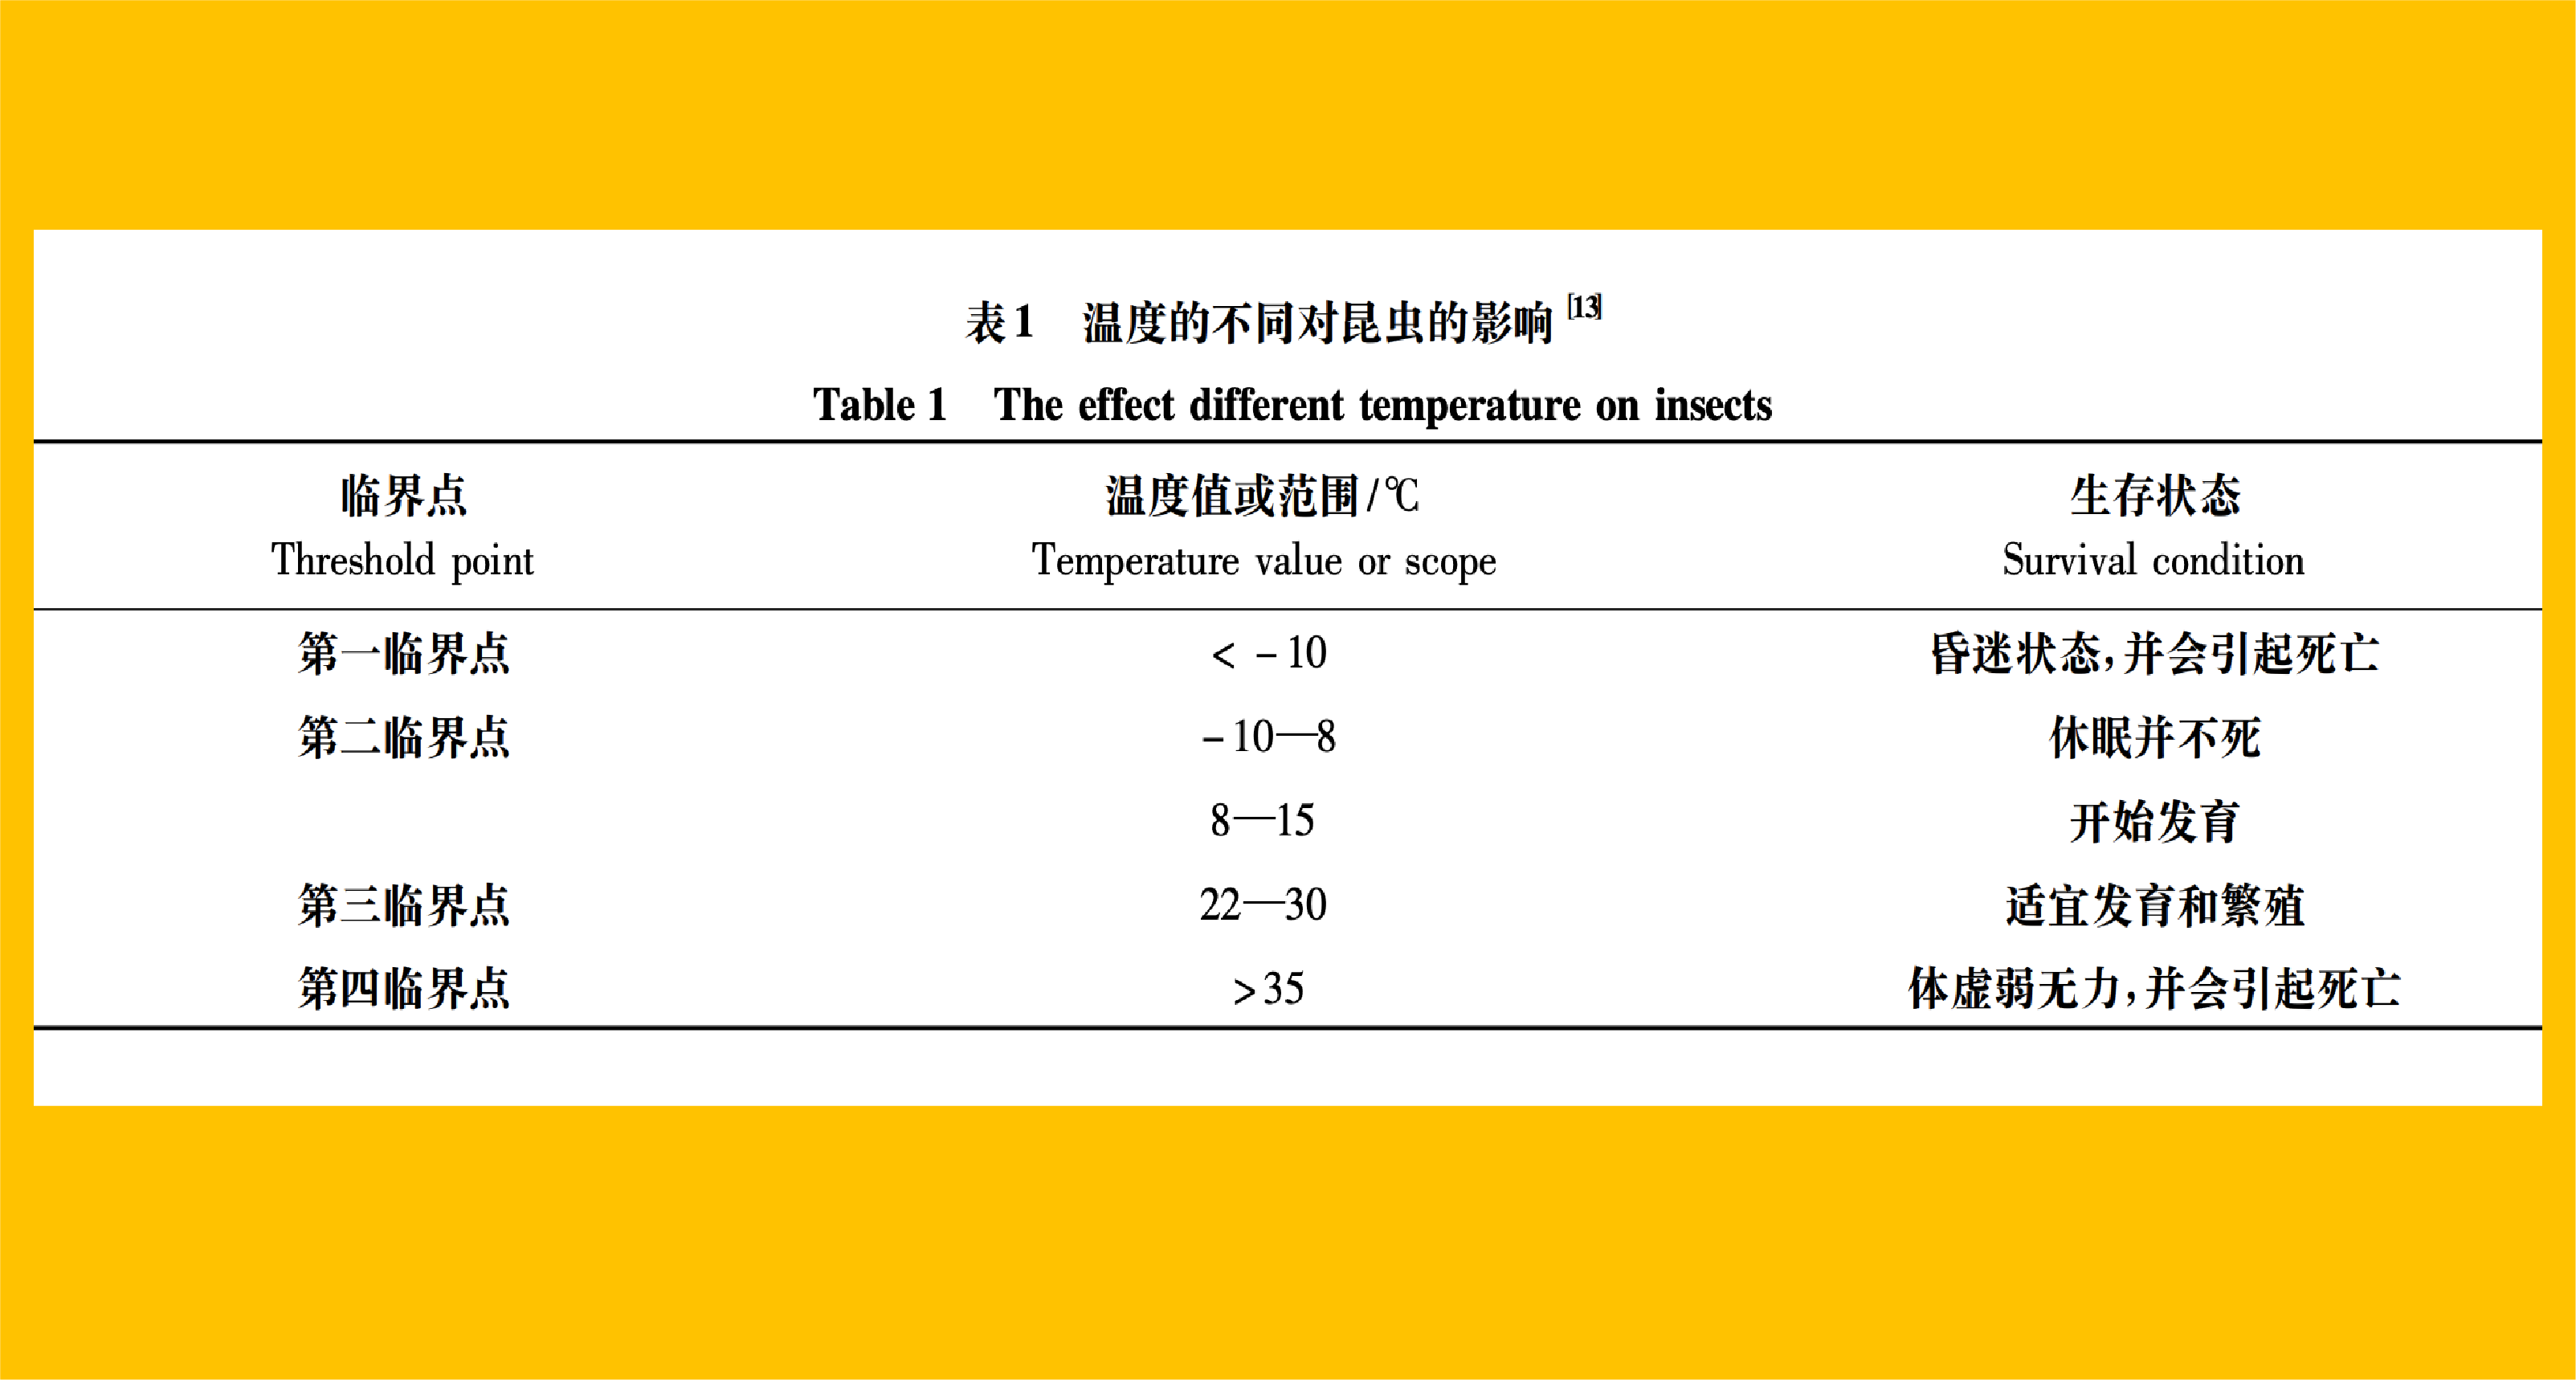 表1 温度的不同对昆虫的影响[13]
Table 1 The effect different temperature on insects
临界点 温度值或范围/℃ 生存状态
Threshold point Temperature value or scope Survival condition
第一临界点 < -10 昏迷状态,并会引起死亡
第二临界点 -10—8 休眠并不死
8—15 开始发育
第三临界点 22—30 适宜发育和繁殖
第四临界点 >35 体虚弱无力,并会引起死亡